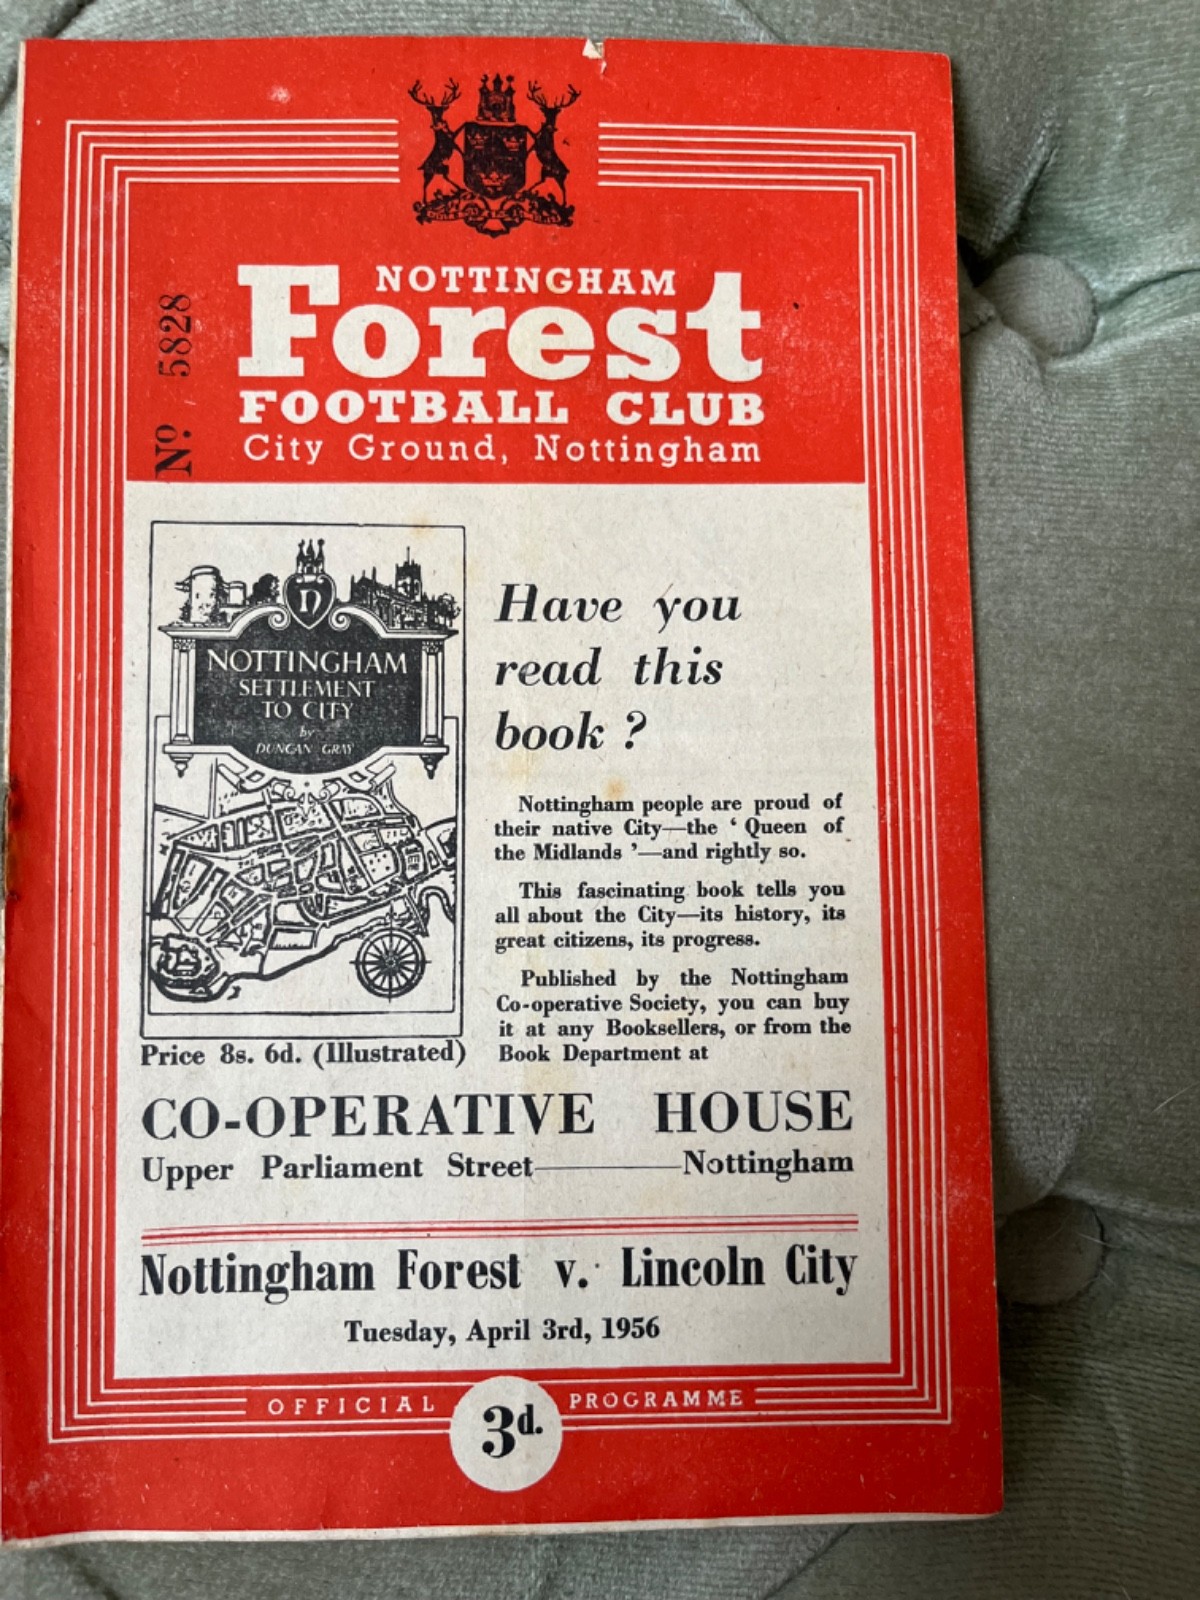 NOTTINGHAM
Forest
FOOTBALL CLUB
City Ground, Nottingham
Nº 5828
n
NOTTINGHAM
SETTLEMENT
TO CITY
by
DUNCAN GRAY
Price 8s. 6d. (Illustrated)
Have you
read this
book ?
Nottingham people are proud of
their native City—the ‘ Queen of
the Midlands ’—and rightly so.
This fascinating book tells you
all about the City—its history, its
great citizens, its progress.
Published by the Nottingham
Co-operative Society, you can buy
it at any Booksellers, or from the
Book Department at
CO-OPERATIVE HOUSE
Upper Parliament Street———Nottingham
Nottingham Forest v. Lincoln City
Tuesday, April 3rd, 1956
OFFICIAL 3d. PROGRAMME